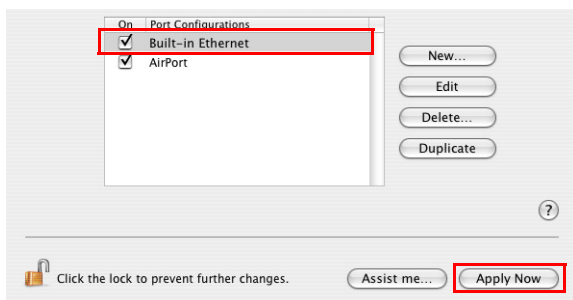 On Port Configurations
Built-in Ethernet
AirPort
New...
Edit
Delete...
Duplicate
?
Click the lock to prevent further changes.
Assist me...
Apply Now